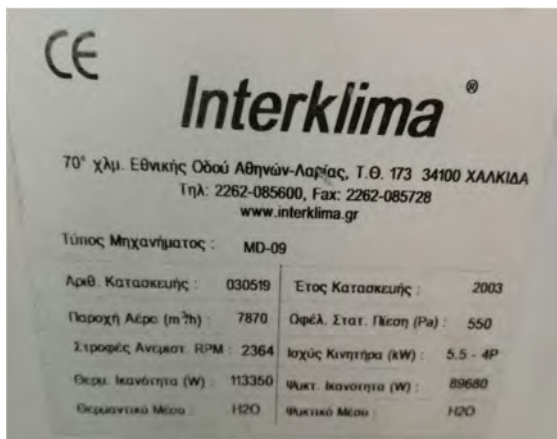 CE
Interklima ®
70° χλμ. Εθνικής Οδού Αθηνών-Λαμίας, Τ.Θ. 173 34100 ΧΑΛΚΙΔΑ
Τηλ: 2262-085600, Fax: 2262-085728
www.interklima.gr
Τύπος Μηχανήματος : MD-09
Αριθ. Κατασκευής : 030519 Έτος Κατασκευής : 2003
Παροχή Αέρα (m³/h) : 7870 Ωφέλ. Στατ. Πίεση (Pa) : 550
Στροφές Ανεμιστ. RPM : 2364 Ισχύς Κινητήρα (kW) : 5.5 - 4P
Θερμ. Ικανότητα (W) : 113350 Ψυκτ. Ικανότητα (W) : 89680
Θερμαντικό Μέσο : H2O Ψυκτικό Μέσο : H2O